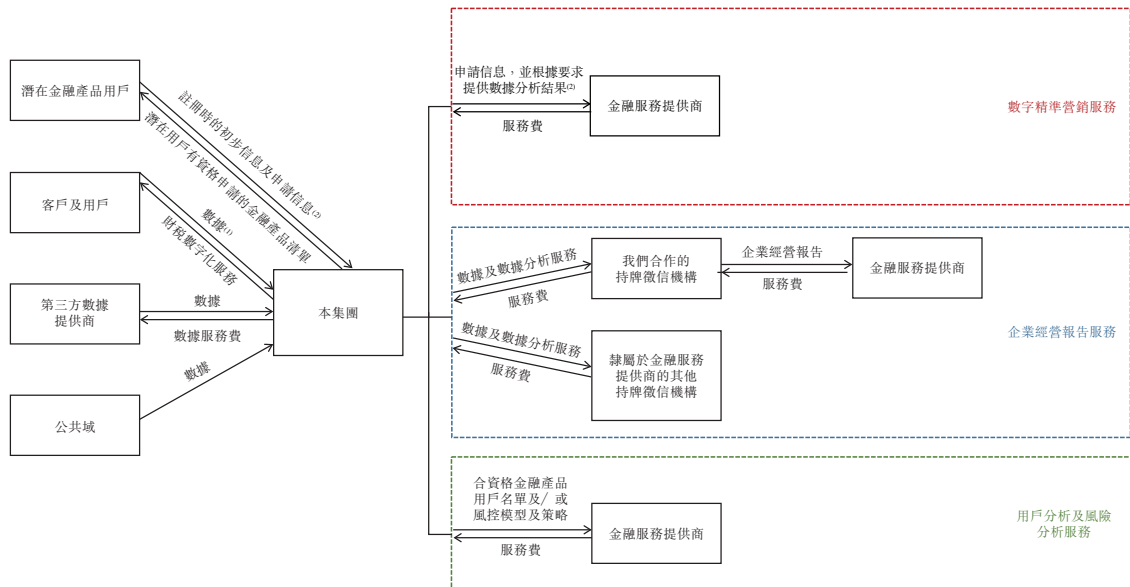 潛在金融產品用戶
註冊時的初步信息及申請信息(2)
潛在用戶有資格申請的金融產品清單
客戶及用戶
數據(1)
財稅數字化服務
第三方數據
提供商
數據
數據服務費
公共域
數據
本集團
申請信息，並根據要求
提供數據分析結果(2)
服務費
金融服務提供商
數字精準營銷服務
數據及數據分析服務
服務費
我們合作的
持牌徵信機構
企業經營報告
服務費
金融服務提供商
數據及數據分析服務
服務費
隸屬於金融服務
提供商的其他
持牌徵信機構
企業經營報告服務
合資格金融產品
用戶名單及/ 或
風控模型及策略
服務費
金融服務提供商
用戶分析及風險
分析服務